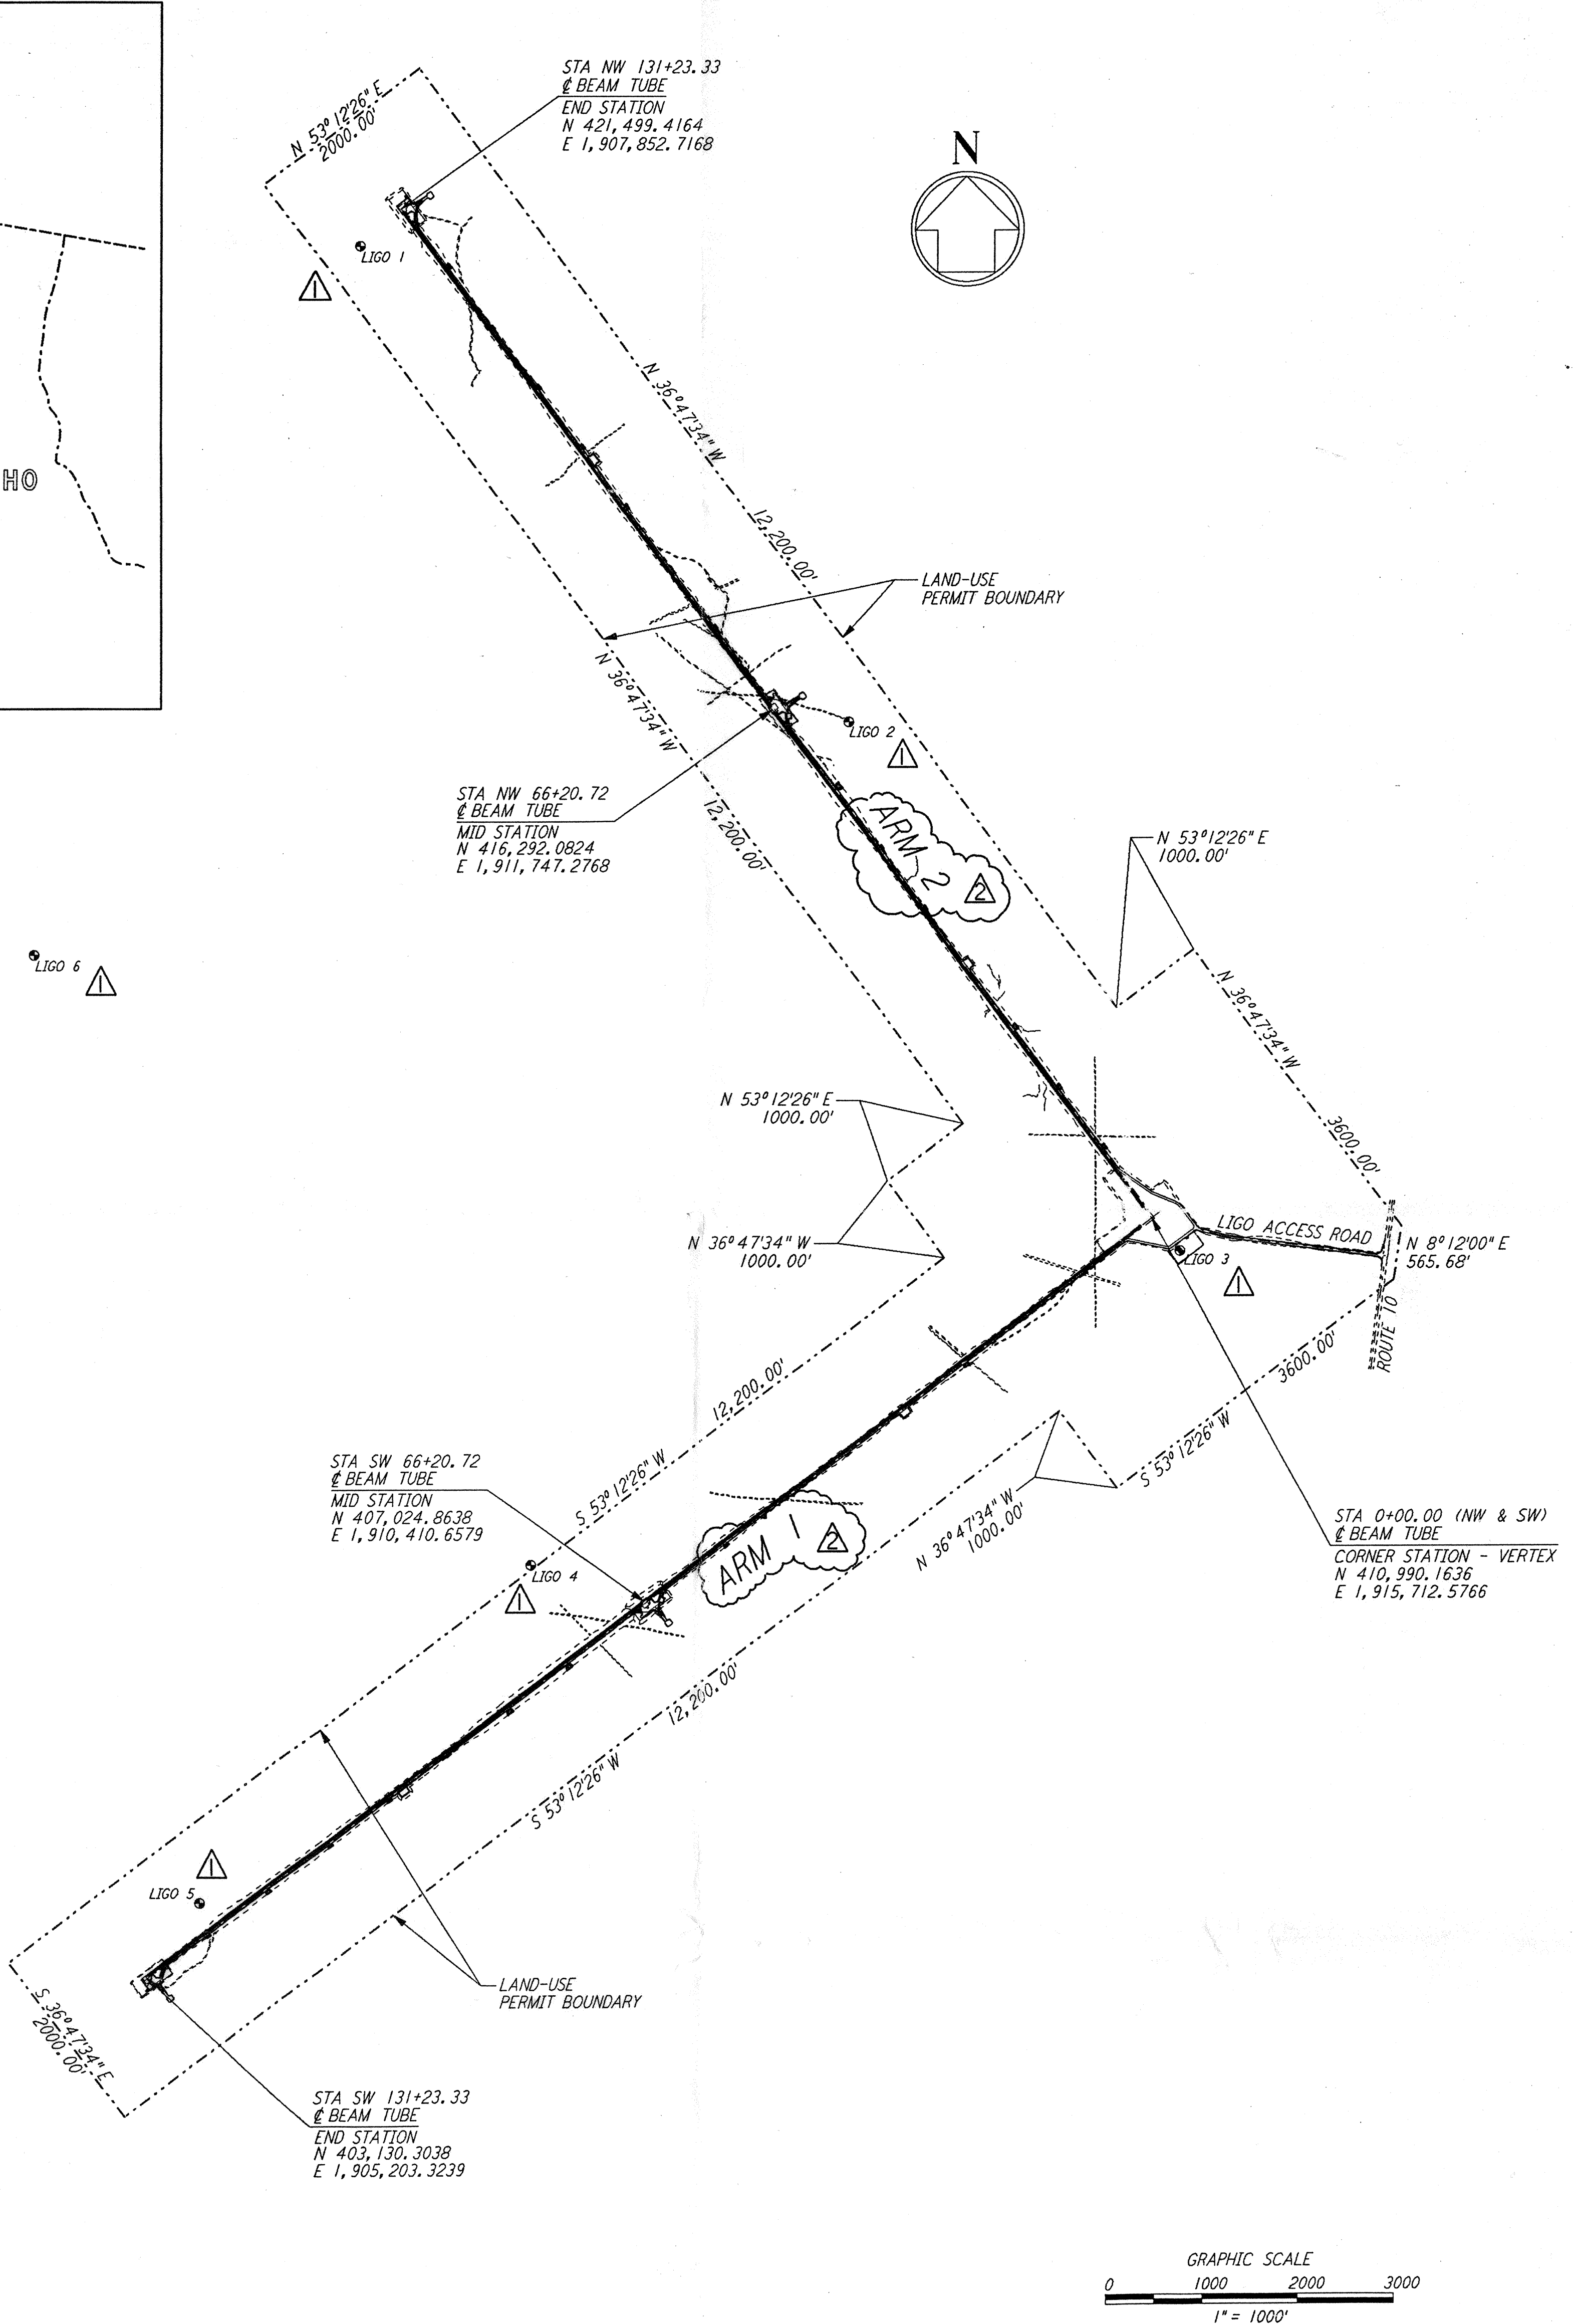 STA NW 131+23.33
℄ BEAM TUBE
END STATION
N 421,499.4164
E 1,907,852.7168
N 53°12'26" E
2000.00'
N
LIGO 1
1
N 36°47'34" W
12,200.00'
HO
LAND-USE
PERMIT BOUNDARY
N 36°47'34" W
12,200.00'
LIGO 2
1
STA NW 66+20.72
℄ BEAM TUBE
MID STATION
N 416,292.0824
E 1,911,747.2768
ARM 2
2
N 53°12'26" E
1000.00'
LIGO 6
1
N 36°47'34" W
3600.00'
N 53°12'26" E
1000.00'
N 36°47'34" W
1000.00'
LIGO ACCESS ROAD
N 8°12'00" E
565.68'
LIGO 3
1
ROUTE 10
3600.00'
S 53°12'26" W
12,200.00'
S 53°12'26" W
N 36°47'34" W
1000.00'
STA SW 66+20.72
℄ BEAM TUBE
MID STATION
N 407,024.8638
E 1,910,410.6579
ARM 1
2
STA 0+00.00 (NW & SW)
℄ BEAM TUBE
CORNER STATION - VERTEX
N 410,990.1636
E 1,915,712.5766
LIGO 4
1
12,200.00'
S 53°12'26" W
1
LIGO 5
LAND-USE
PERMIT BOUNDARY
S 36°47'34" E
2000.00'
STA SW 131+23.33
℄ BEAM TUBE
END STATION
N 403,130.3038
E 1,905,203.3239
GRAPHIC SCALE
0 1000 2000 3000
1" = 1000'